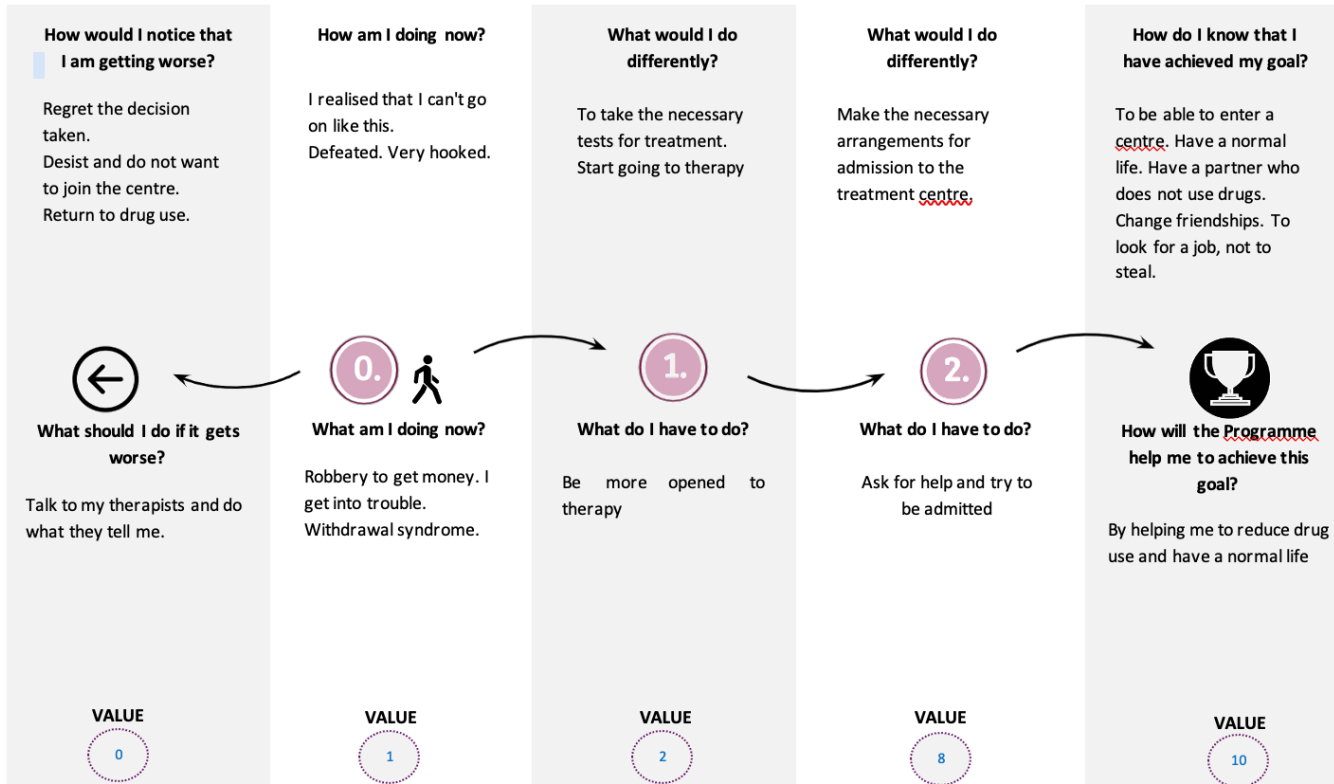 How would I notice that
I am getting worse?
Regret the decision
taken.
Desist and do not want
to join the centre.
Return to drug use.
What should I do if it gets
worse?
Talk to my therapists and do
what they tell me.
VALUE
0
How am I doing now?
I realised that I can't go
on like this.
Defeated. Very hooked.
0.
What am I doing now?
Robbery to get money. I
get into trouble.
Withdrawal syndrome.
VALUE
1
What would I do
differently?
To take the necessary
tests for treatment.
Start going to therapy
1.
What do I have to do?
Be more opened to
therapy
VALUE
2
What would I do
differently?
Make the necessary
arrangements for
admission to the
treatment centre.
2.
What do I have to do?
Ask for help and try to
be admitted
VALUE
8
How do I know that I
have achieved my goal?
To be able to enter a
centre. Have a normal
life. Have a partner who
does not use drugs.
Change friendships. To
look for a job, not to
steal.
How will the Programme
help me to achieve this
goal?
By helping me to reduce drug
use and have a normal life
VALUE
10